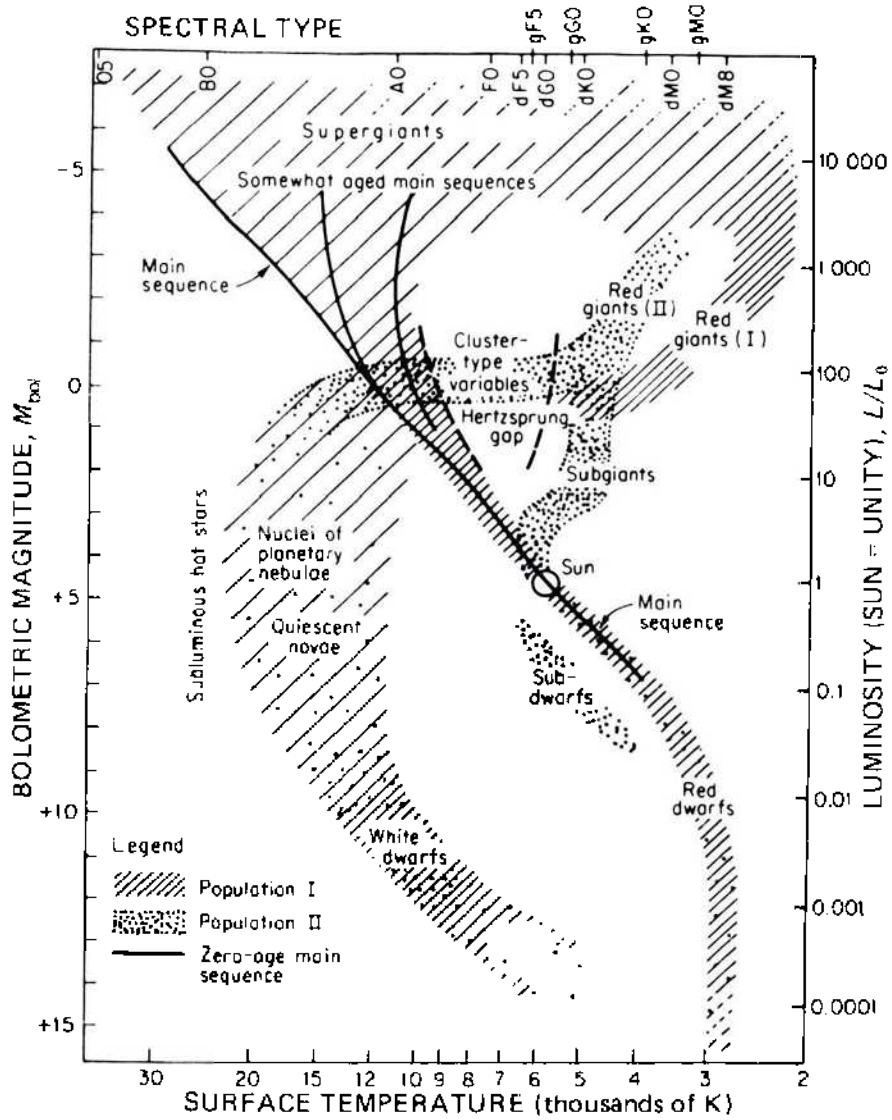 SPECTRAL TYPE
O5
B0
A0
F0
dF5
gF5
dG0
gG0
dK0
gK0
dM0
gM0
dM8
Supergiants
Somewhat aged main sequences
Main
sequence
Cluster-
type
variables
Red
giants (II)
Red
giants (I)
Hertzsprung
gap
Subgiants
Nuclei of
planetary
nebulae
Subluminous hot stars
Quiescent
novae
Sun
Main
sequence
Sub-
dwarfs
Red
dwarfs
White
dwarfs
Legend
Population I
Population II
Zero-age main
sequence
BOLOMETRIC MAGNITUDE, Mbol
-5
0
+5
+10
+15
LUMINOSITY (SUN = UNITY), L/L0
10 000
1 000
100
10
1
0.1
0.01
0.001
0.0001
30
20
15
12
10
9
8
7
6
5
4
3
2
SURFACE TEMPERATURE (thousands of K)